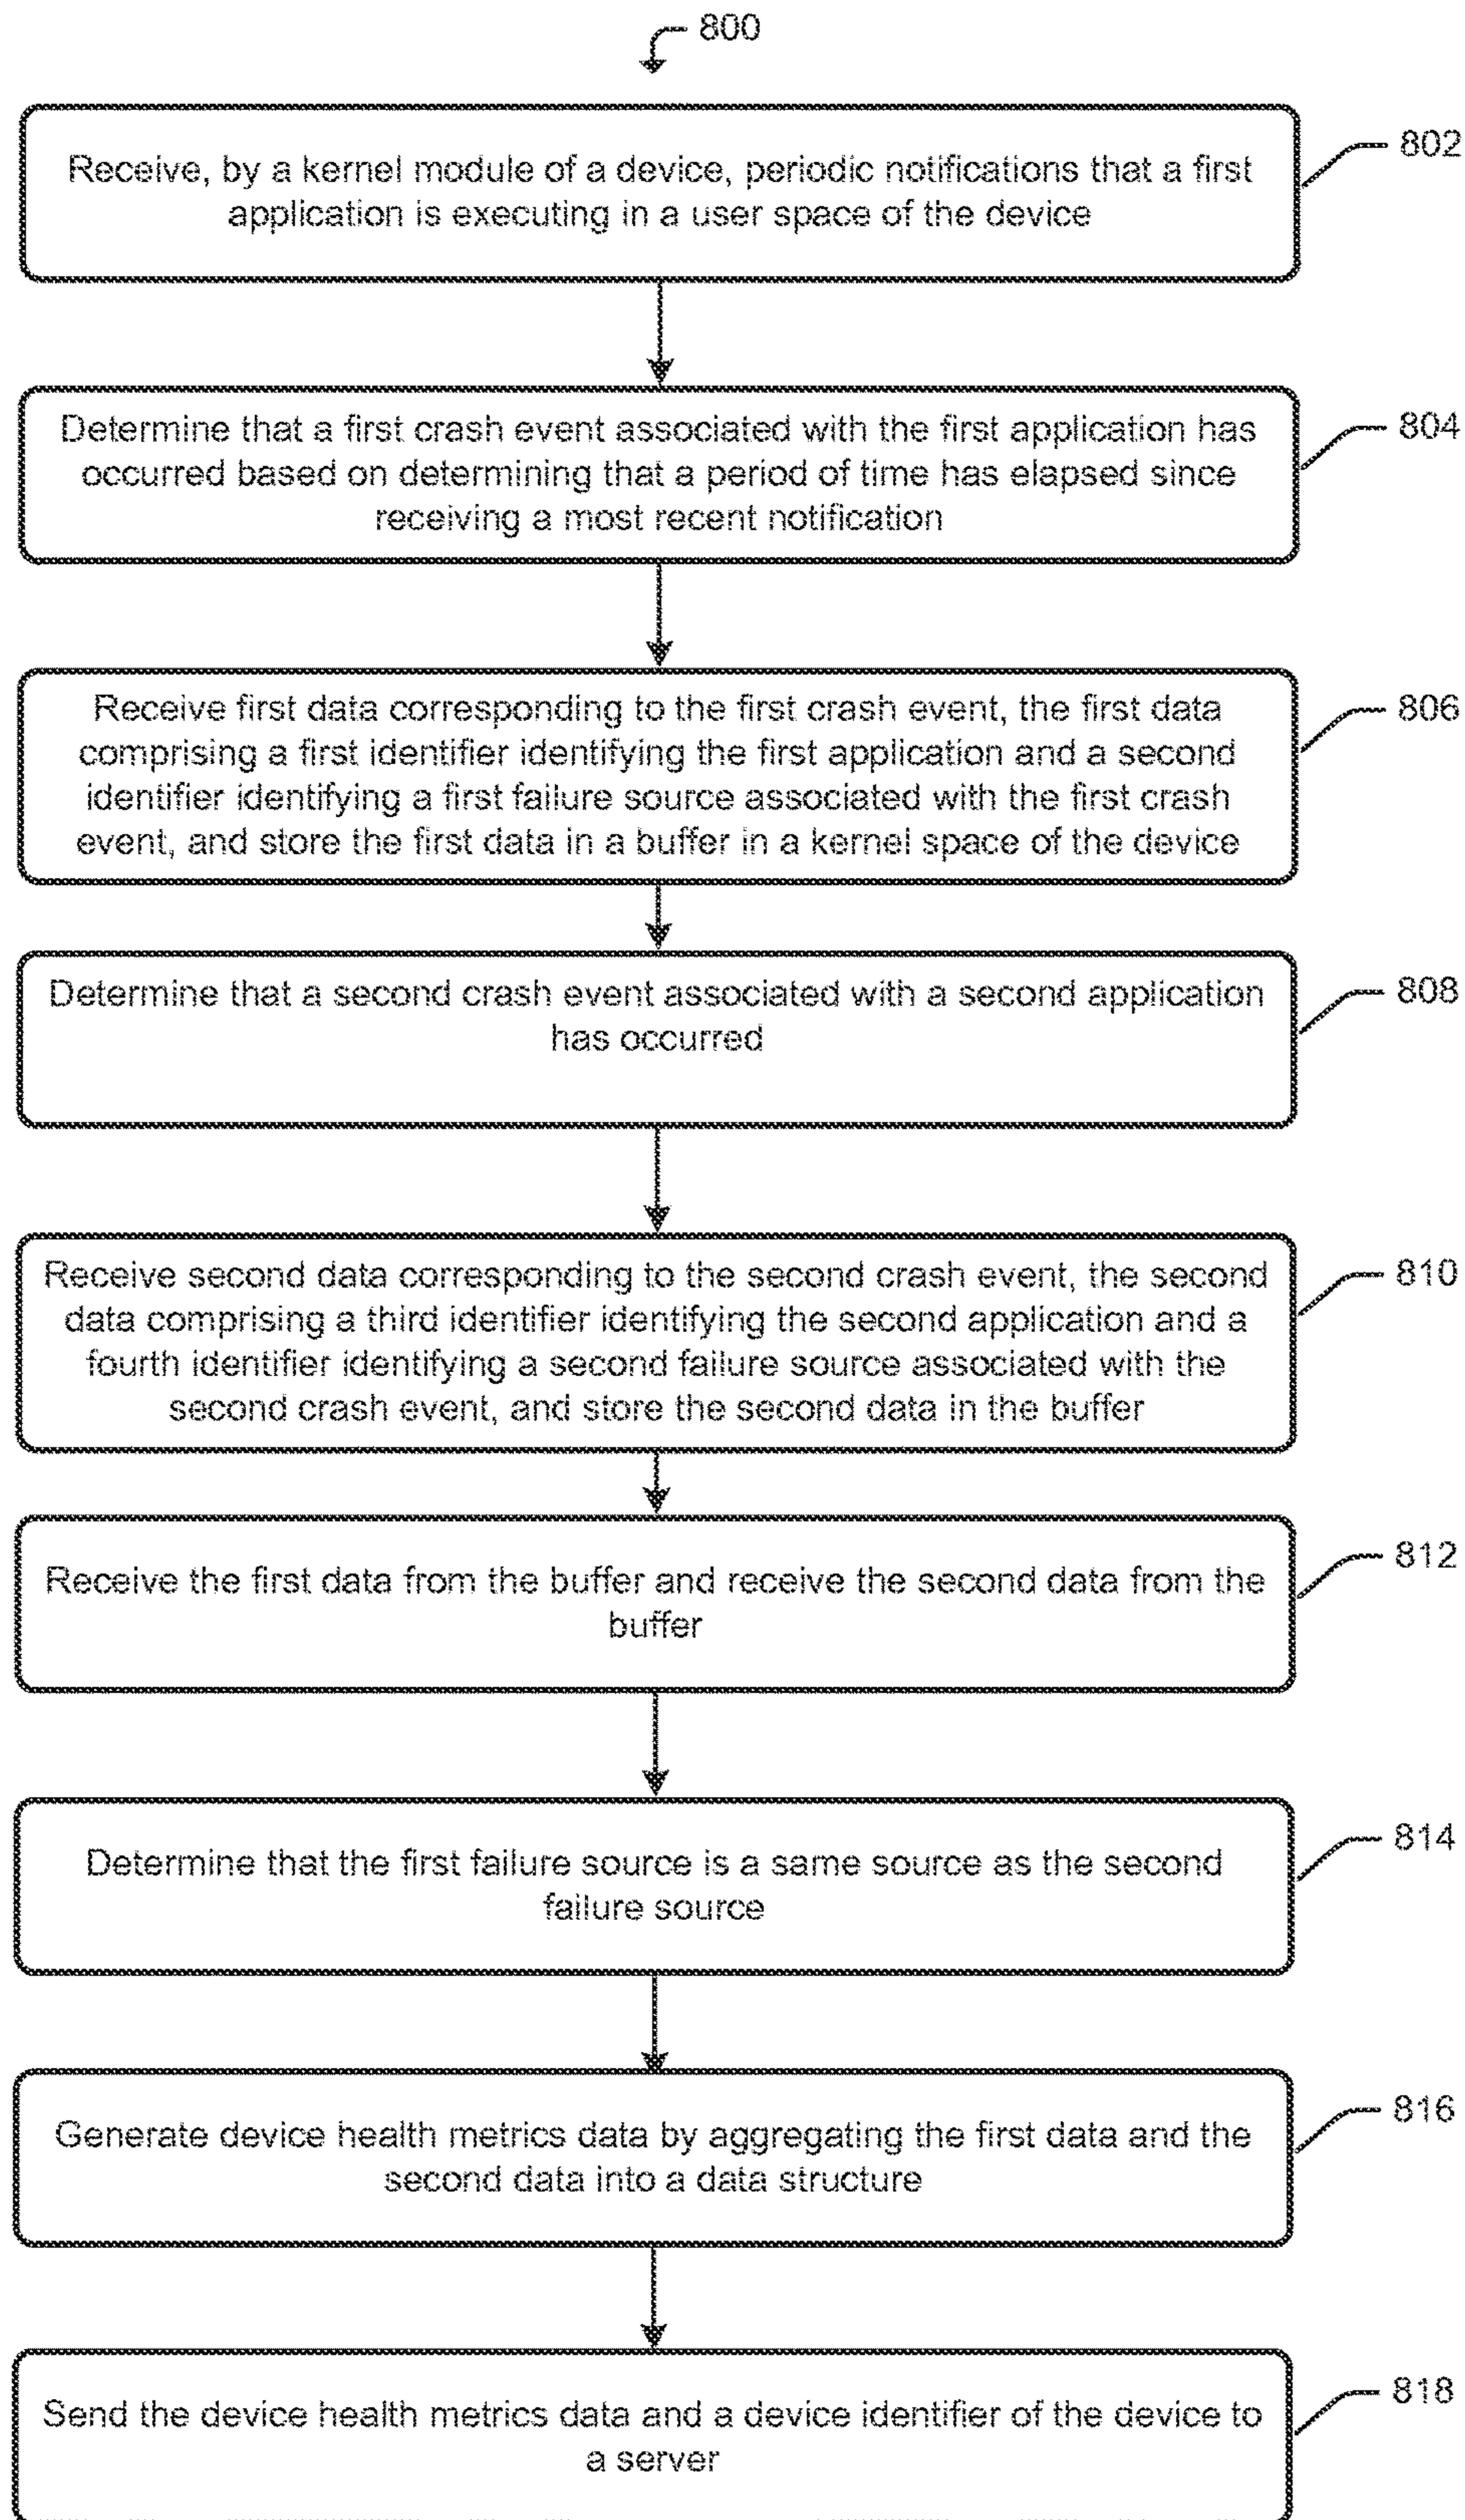 800
Receive, by a kernel module of a device, periodic notifications that a first
application is executing in a user space of the device
802
Determine that a first crash event associated with the first application has
occurred based on determining that a period of time has elapsed since
receiving a most recent notification
804
Receive first data corresponding to the first crash event, the first data
comprising a first identifier identifying the first application and a second
identifier identifying a first failure source associated with the first crash
event, and store the first data in a buffer in a kernel space of the device
806
Determine that a second crash event associated with a second application
has occurred
808
Receive second data corresponding to the second crash event, the second
data comprising a third identifier identifying the second application and a
fourth identifier identifying a second failure source associated with the
second crash event, and store the second data in the buffer
810
Receive the first data from the buffer and receive the second data from the
buffer
812
Determine that the first failure source is a same source as the second
failure source
814
Generate device health metrics data by aggregating the first data and the
second data into a data structure
816
Send the device health metrics data and a device identifier of the device to
a server
818